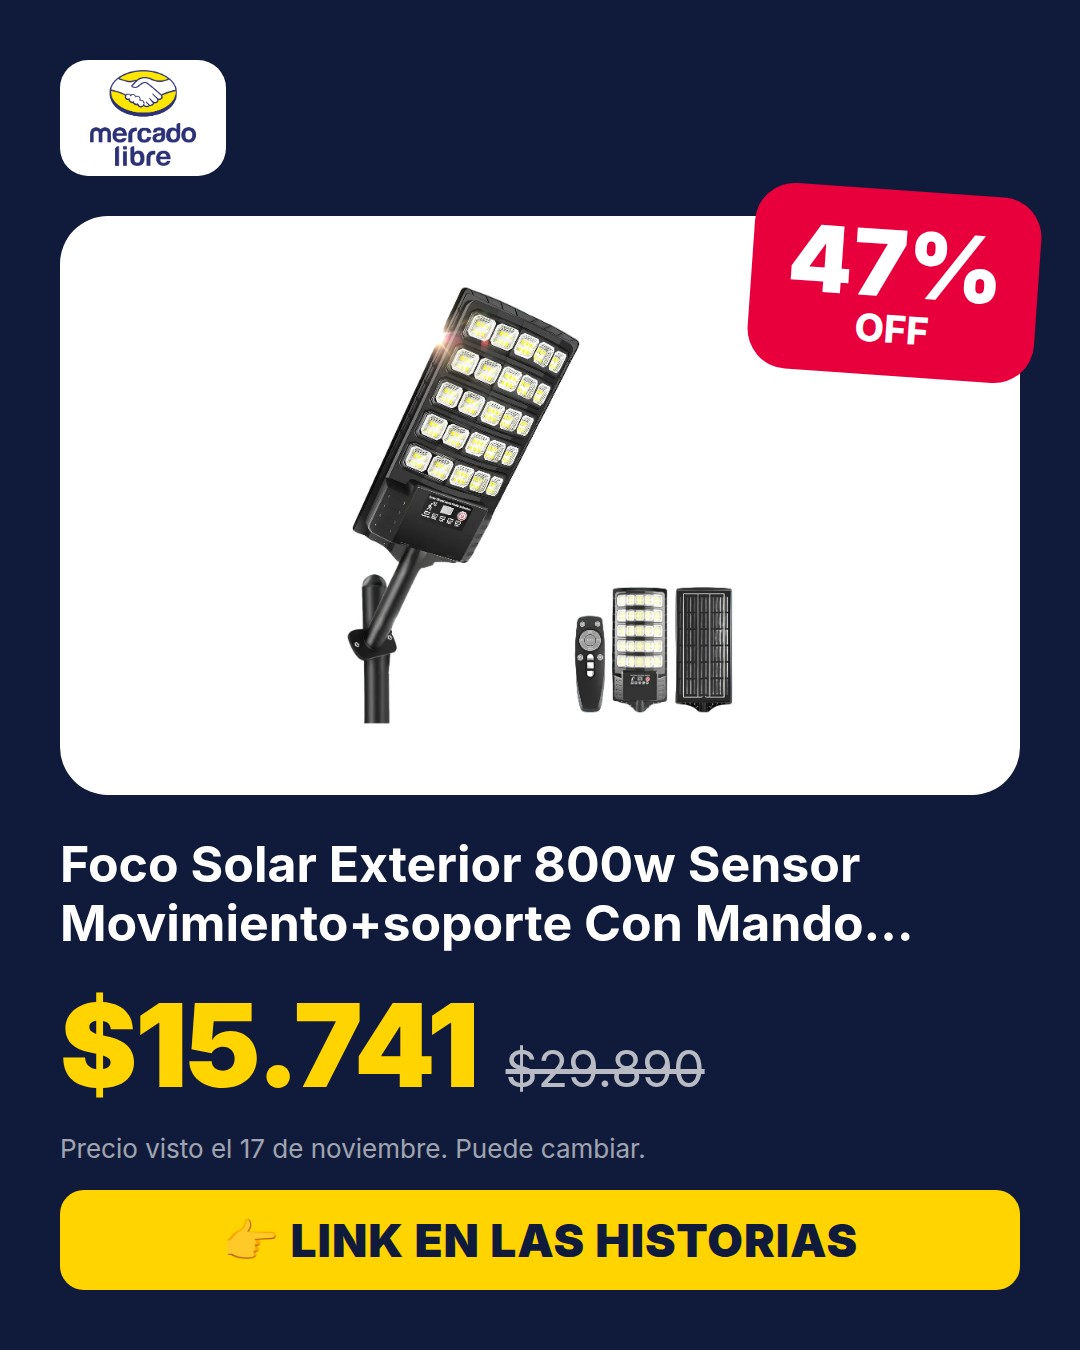 mercado
libre
47%
OFF
Foco Solar Exterior 800w Sensor
Movimiento+soporte Con Mando...
$15.741 $29.890
Precio visto el 17 de noviembre. Puede cambiar.
👉 LINK EN LAS HISTORIAS